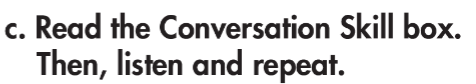 c. Read the Conversation Skill box.
Then, listen and repeat.